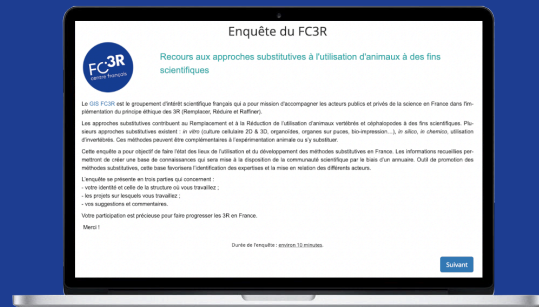 Enquête du FC3R
FC3R
centre français
Recours aux approches substitutives à l'utilisation d'animaux à des fins
scientifiques
Le GIS FC3R est le groupement d'intérêt scientifique français qui a pour mission d'accompagner les acteurs publics et privés de la science en France dans l'im-
plémentation du principe éthique des 3R (Remplacer, Réduire et Raffiner).
Les approches substitutives contribuent au Remplacement et à la Réduction de l'utilisation d'animaux vertébrés et céphalopodes à des fins scientifiques. Plu-
sieurs approches substitutives existent : in vitro (culture cellulaire 2D & 3D, organoïdes, organes sur puces, bio-impression…), in silico, in chemico, utilisation
d'invertébrés. Ces méthodes peuvent être complémentaires à l'expérimentation animale ou s'y substituer.
Cette enquête a pour objectif de faire l'état des lieux de l'utilisation et du développement des méthodes substitutives en France. Les informations recueillies per-
mettront de créer une base de connaissances qui sera mise à la disposition de la communauté scientifique par le biais d'un annuaire. Outil de promotion des
méthodes substitutives, cette base favorisera l'identification des expertises et la mise en relation des différents acteurs.
L'enquête se présente en trois parties qui concernent :
- votre identité et celle de la structure où vous travaillez ;
- les projets sur lesquels vous travaillez ;
- vos suggestions et commentaires.
Votre participation est précieuse pour faire progresser les 3R en France.
Merci !
Durée de l'enquête : environ 10 minutes.
Suivant